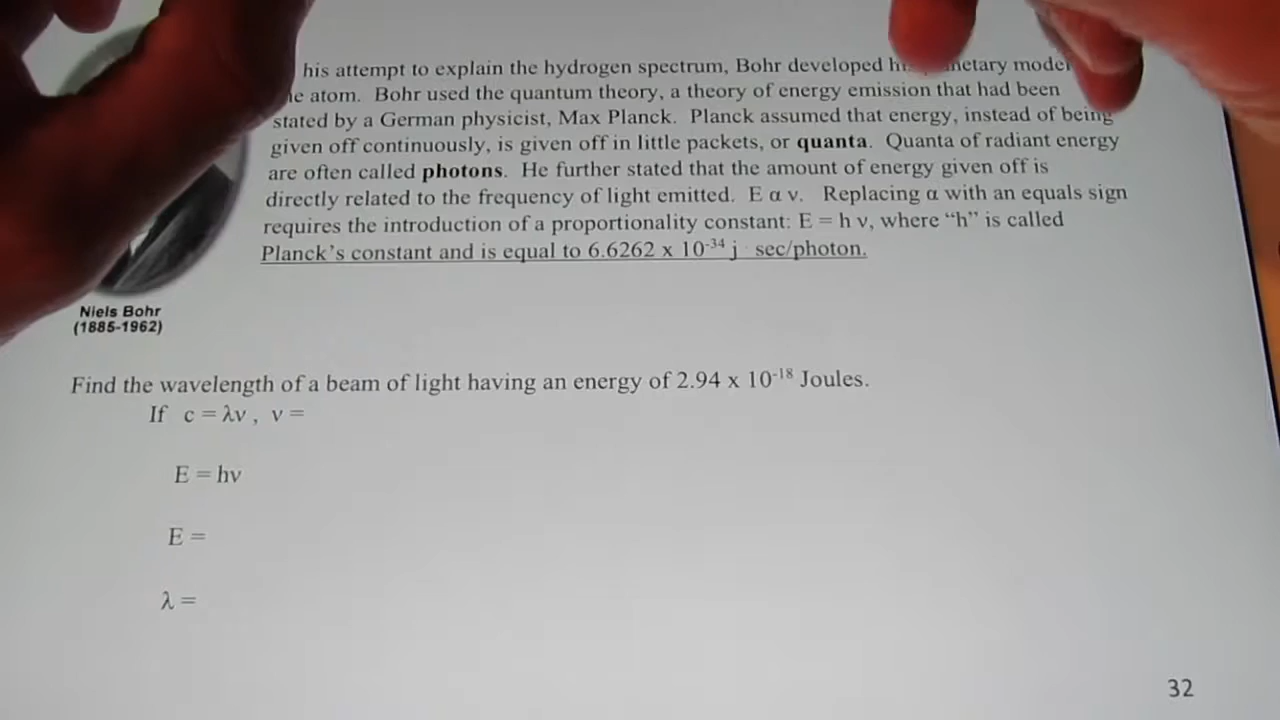 his attempt to explain the hydrogen spectrum, Bohr developed mode
atom. Bohr used the quantum theory, a theory of energy emission that had been
stated by a German physicist, Max Planck. Planck assumed that energy, instead of being
given off continuously, is given off in little packets, or quanta. Quanta of radiant energy
are often called photons. He further stated that the amount of energy given off is
directly related to the frequency of light emitted. E α ν. Replacing α with an equals sign
requires the introduction of a proportionality constant: E = h ν, where “h” is called
Planck’s constant and is equal to 6.6262 x 10⁻³⁴ j · sec/photon.
Niels Bohr
(1885-1962)
Find the wavelength of a beam of light having an energy of 2.94 x 10⁻¹⁸ Joules.
If c = λν , ν =
E = hν
E =
λ =
32